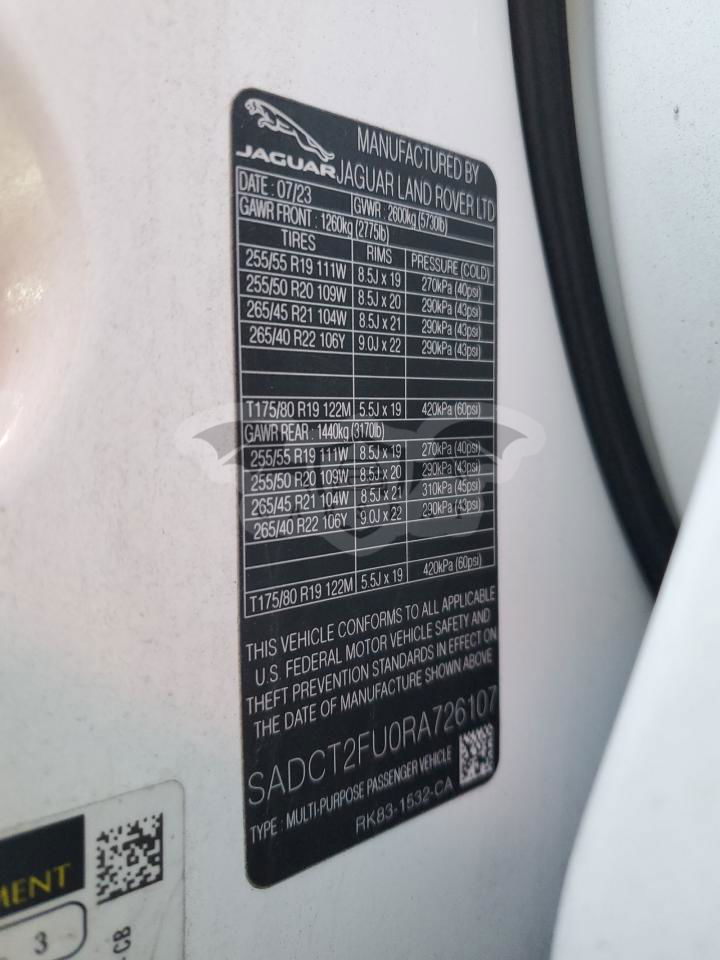 JAGUAR
MANUFACTURED BY
JAGUAR LAND ROVER LTD
DATE : 07/23 GVWR : 2600kg (5730lb)
GAWR FRONT : 1260kg (2775lb)
TIRES RIMS PRESSURE (COLD)
255/55 R19 111W 8.5J x 19 270kPa (40psi)
255/50 R20 109W 8.5J x 20 290kPa (43psi)
265/45 R21 104W 8.5J x 21 290kPa (43psi)
265/40 R22 106Y 9.0J x 22 290kPa (43psi)
T175/80 R19 122M 5.5J x 19 420kPa (60psi)
GAWR REAR : 1440kg (3170lb)
255/55 R19 111W 8.5J x 19 270kPa (40psi)
255/50 R20 109W 8.5J x 20 290kPa (43psi)
265/45 R21 104W 8.5J x 21 310kPa (45psi)
265/40 R22 106Y 9.0J x 22 290kPa (43psi)
T175/80 R19 122M 5.5J x 19 420kPa (60psi)
THIS VEHICLE CONFORMS TO ALL APPLICABLE
U.S. FEDERAL MOTOR VEHICLE SAFETY AND
THEFT PREVENTION STANDARDS IN EFFECT ON
THE DATE OF MANUFACTURE SHOWN ABOVE
SADCT2FU0RA726107
TYPE : MULTI-PURPOSE PASSENGER VEHICLE
RK83-1532-CA
MENT
3
-CB